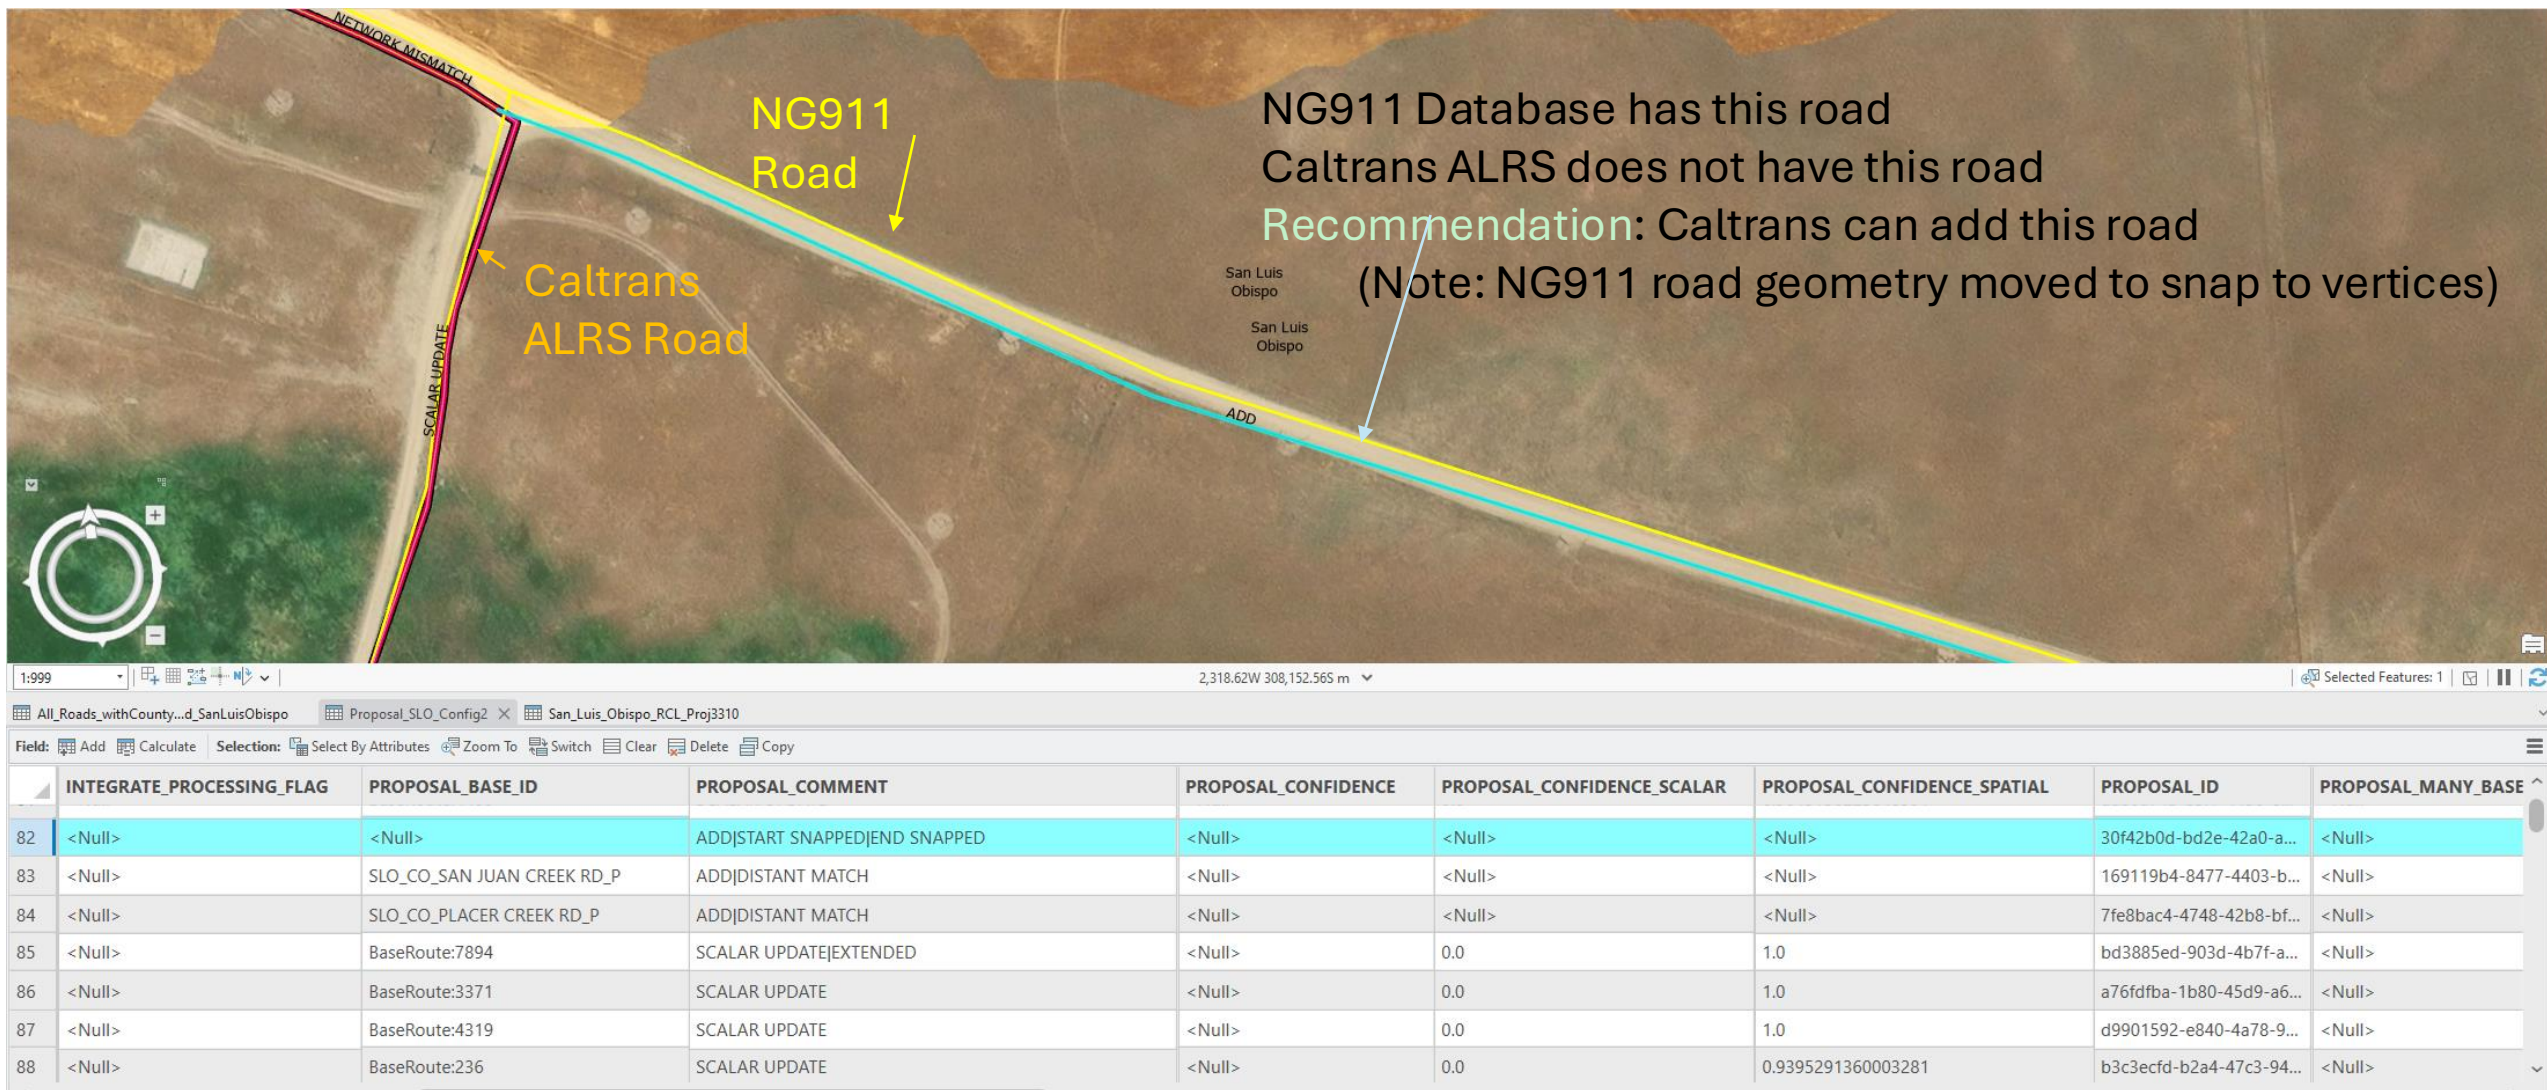 NETWORK MISMATCH
NG911
Road
NG911 Database has this road
Caltrans ALRS does not have this road
Recommendation: Caltrans can add this road
(Note: NG911 road geometry moved to snap to vertices)
San Luis
Obispo
San Luis
Obispo
Caltrans
ALRS Road
SCALAR UPDATE
ADD
1:999
2,318.62W 308,152.56S m
Selected Features: 1
All_Roads_withCounty...d_SanLuisObispo Proposal_SLO_Config2 San_Luis_Obispo_RCL_Proj3310
Field: Add Calculate Selection: Select By Attributes Zoom To Switch Clear Delete Copy
INTEGRATE_PROCESSING_FLAG PROPOSAL_BASE_ID PROPOSAL_COMMENT PROPOSAL_CONFIDENCE PROPOSAL_CONFIDENCE_SCALAR PROPOSAL_CONFIDENCE_SPATIAL PROPOSAL_ID PROPOSAL_MANY_BASE
82 <Null> <Null> ADD|START SNAPPED|END SNAPPED <Null> <Null> <Null> 30f42b0d-bd2e-42a0-a... <Null>
83 <Null> SLO_CO_SAN JUAN CREEK RD_P ADD|DISTANT MATCH <Null> <Null> <Null> 169119b4-8477-4403-b... <Null>
84 <Null> SLO_CO_PLACER CREEK RD_P ADD|DISTANT MATCH <Null> <Null> <Null> 7fe8bac4-4748-42b8-bf... <Null>
85 <Null> BaseRoute:7894 SCALAR UPDATE|EXTENDED <Null> 0.0 1.0 bd3885ed-903d-4b7f-a... <Null>
86 <Null> BaseRoute:3371 SCALAR UPDATE <Null> 0.0 1.0 a76fdfba-1b80-45d9-a6... <Null>
87 <Null> BaseRoute:4319 SCALAR UPDATE <Null> 0.0 1.0 d9901592-e840-4a78-9... <Null>
88 <Null> BaseRoute:236 SCALAR UPDATE <Null> 0.0 0.9395291360003281 b3c3ecfd-b2a4-47c3-94... <Null>